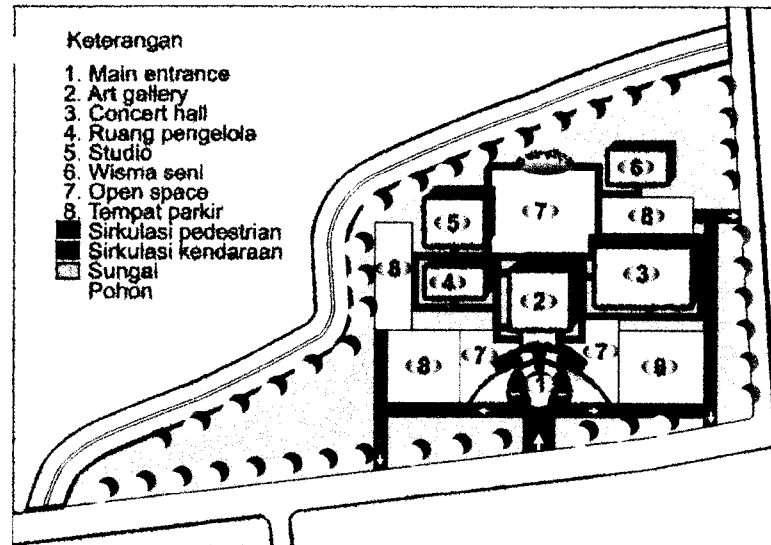 Keterangan
1. Main entrance
2. Art gallery
3. Concert hall
4. Ruang pengelola
5. Studio
6. Wisma seni
7. Open space
8. Tempat parkir
Sirkulasi pedestrian
Sirkulasi kendaraan
Sungai
Pohon
6
5
7
8
8
4
3
2
8
7
7
8
1